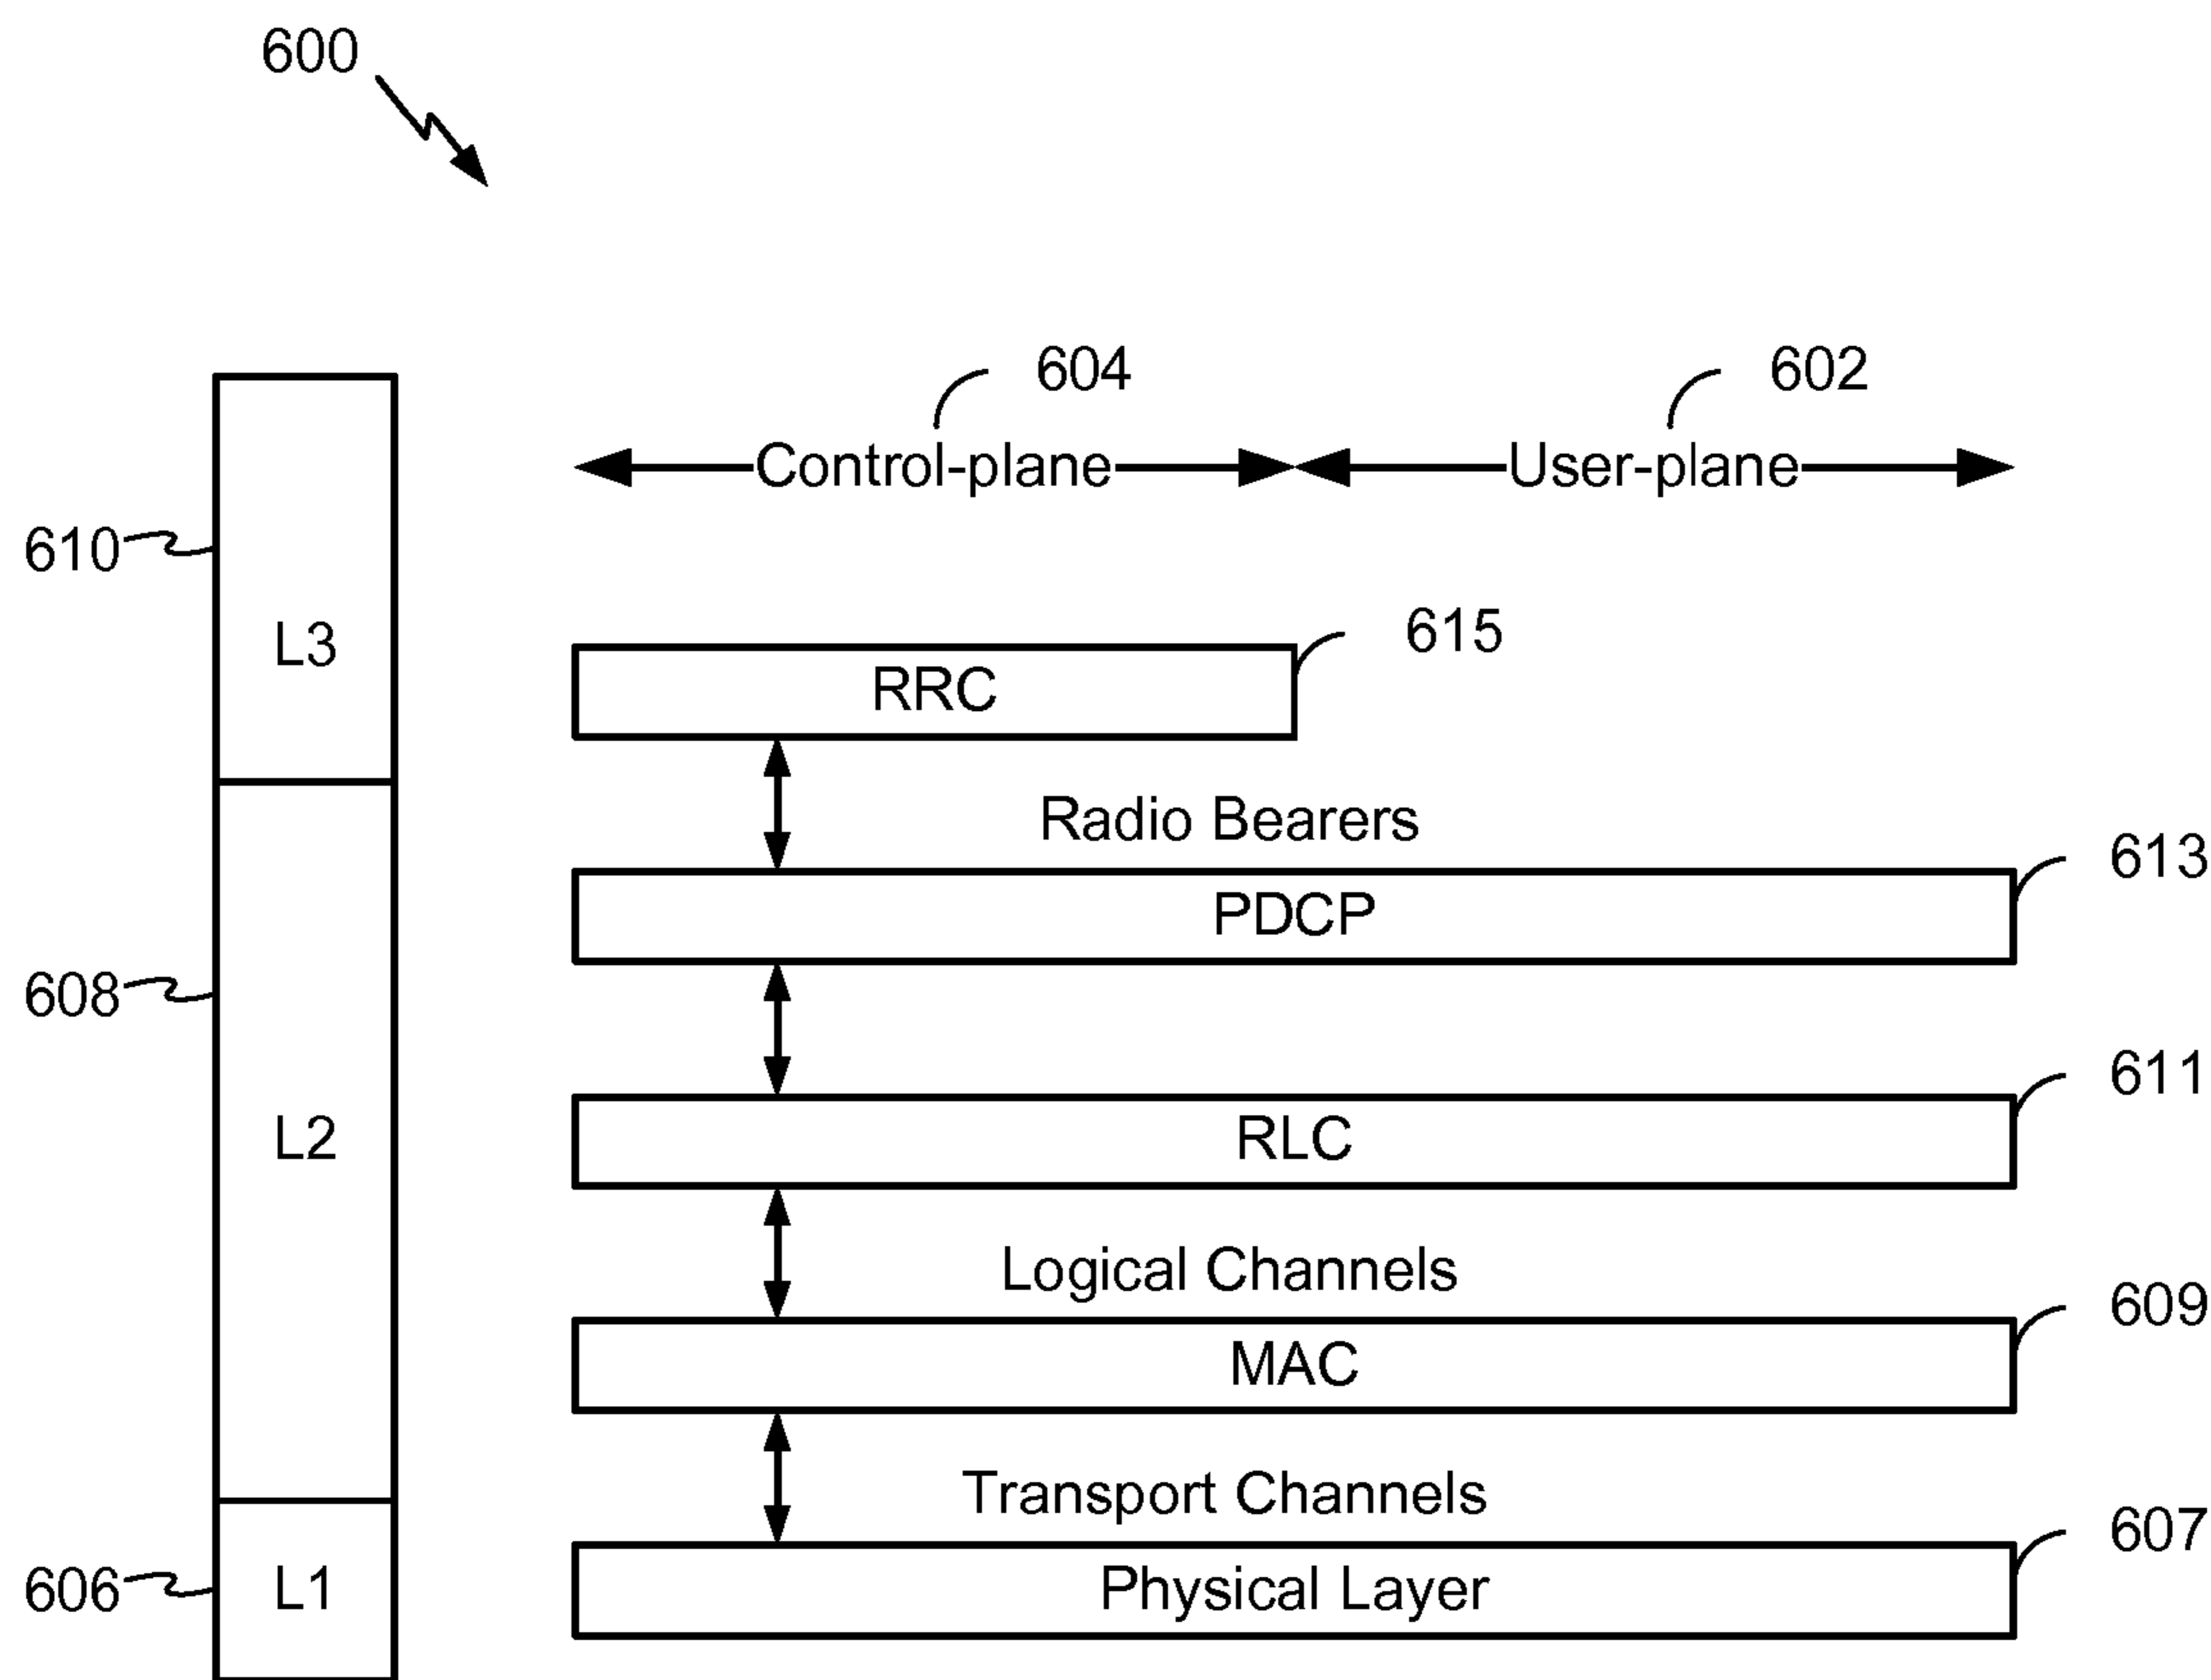 600
604
602
Control-plane
User-plane
610
L3
615
RRC
Radio Bearers
613
PDCP
608
611
L2
RLC
Logical Channels
609
MAC
Transport Channels
607
606
L1
Physical Layer